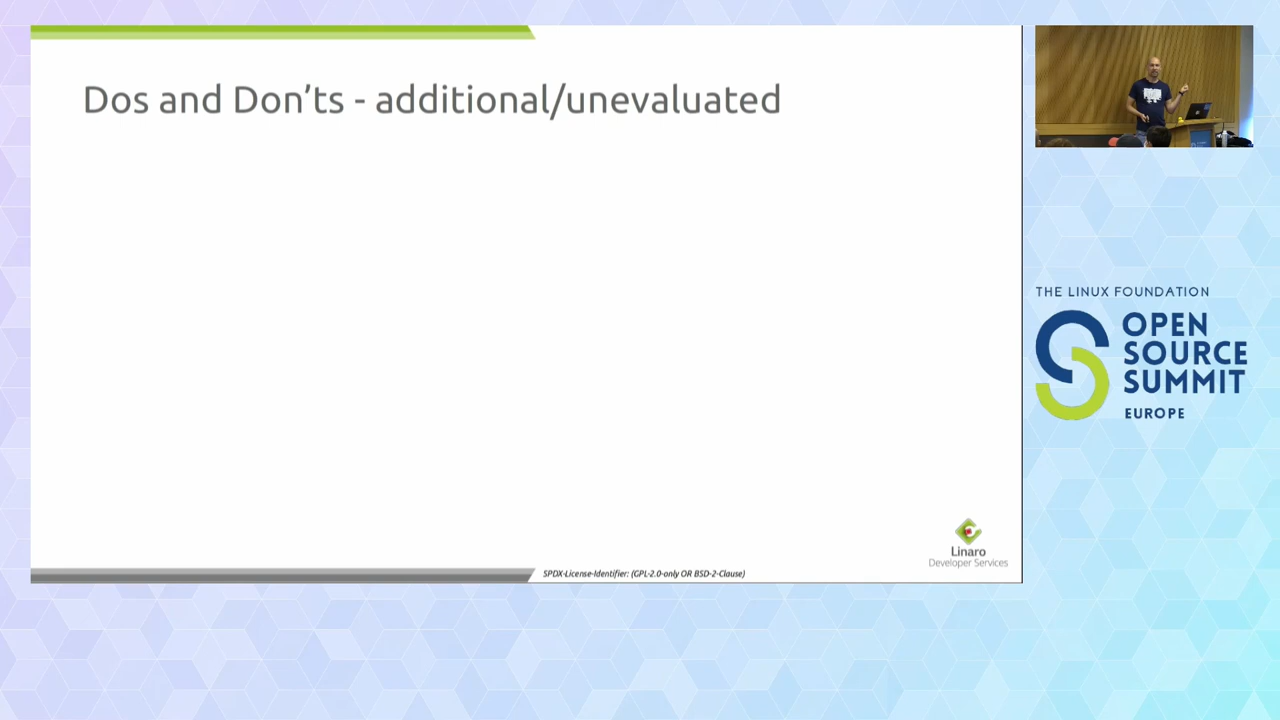 Dos and Don'ts - additional/unevaluated
THE LINUX FOUNDATION
OPEN
SOURCE
SUMMIT
EUROPE
Linaro
Developer Services
SPDX-License-Identifier: (GPL-2.0-only OR BSD-2-Clause)